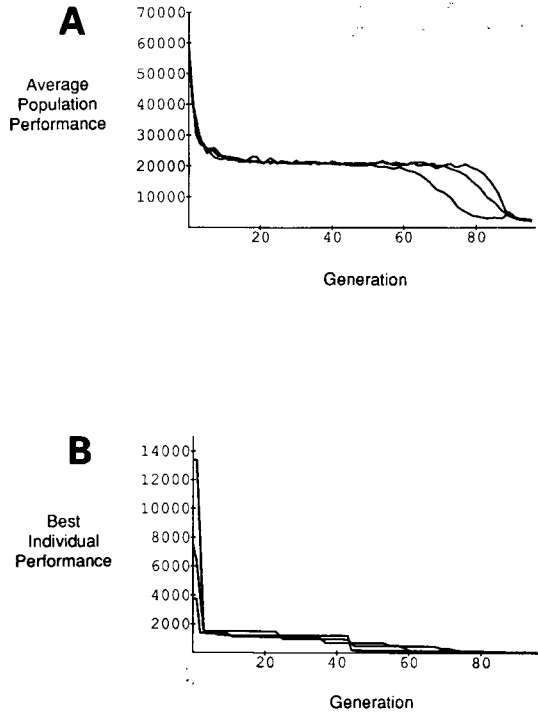 A
Average
Population
Performance
70000
60000
50000
40000
30000
20000
10000
20 40 60 80
Generation
B
Best
Individual
Performance
14000
12000
10000
8000
6000
4000
2000
20 40 60 80
Generation